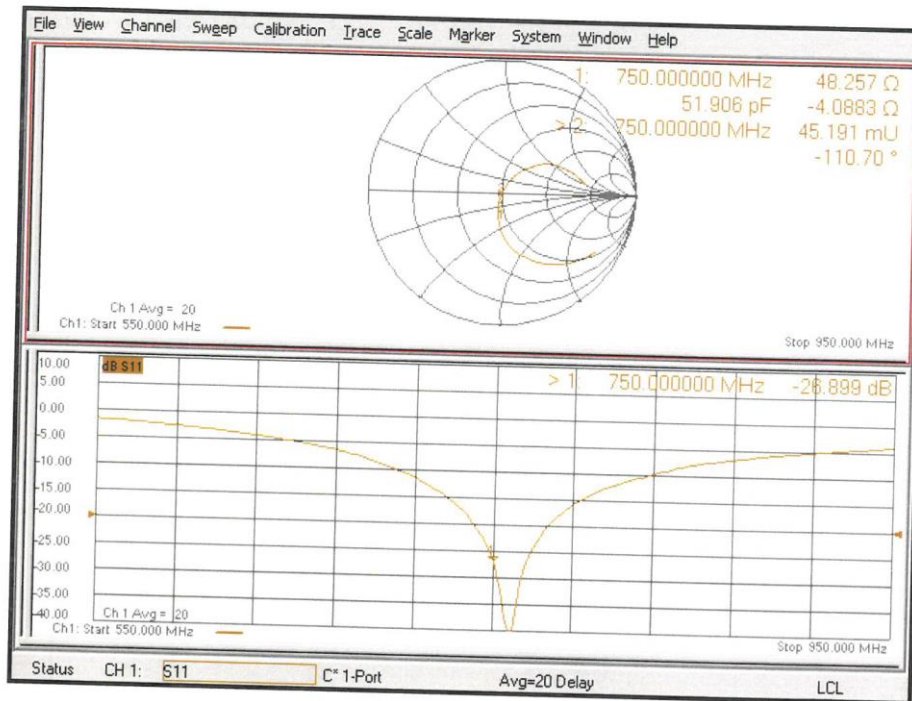 File View Channel Sweep Calibration Trace Scale Marker System Window Help
1: 750.000000 MHz 48.257 Ω
51.906 pF -4.0883 Ω
> 2: 750.000000 MHz 45.191 mU
-110.70 °
Ch 1 Avg = 20
Ch1: Start 550.000 MHz
Stop 950.000 MHz
10.00
dB S11
> 1: 750.000000 MHz -26.899 dB
5.00
0.00
-5.00
-10.00
-15.00
-20.00
-25.00
-30.00
-35.00
-40.00
Ch 1 Avg = 20
Ch1: Start 550.000 MHz
Stop 950.000 MHz
Status CH 1: S11 C* 1-Port Avg=20 Delay LCL